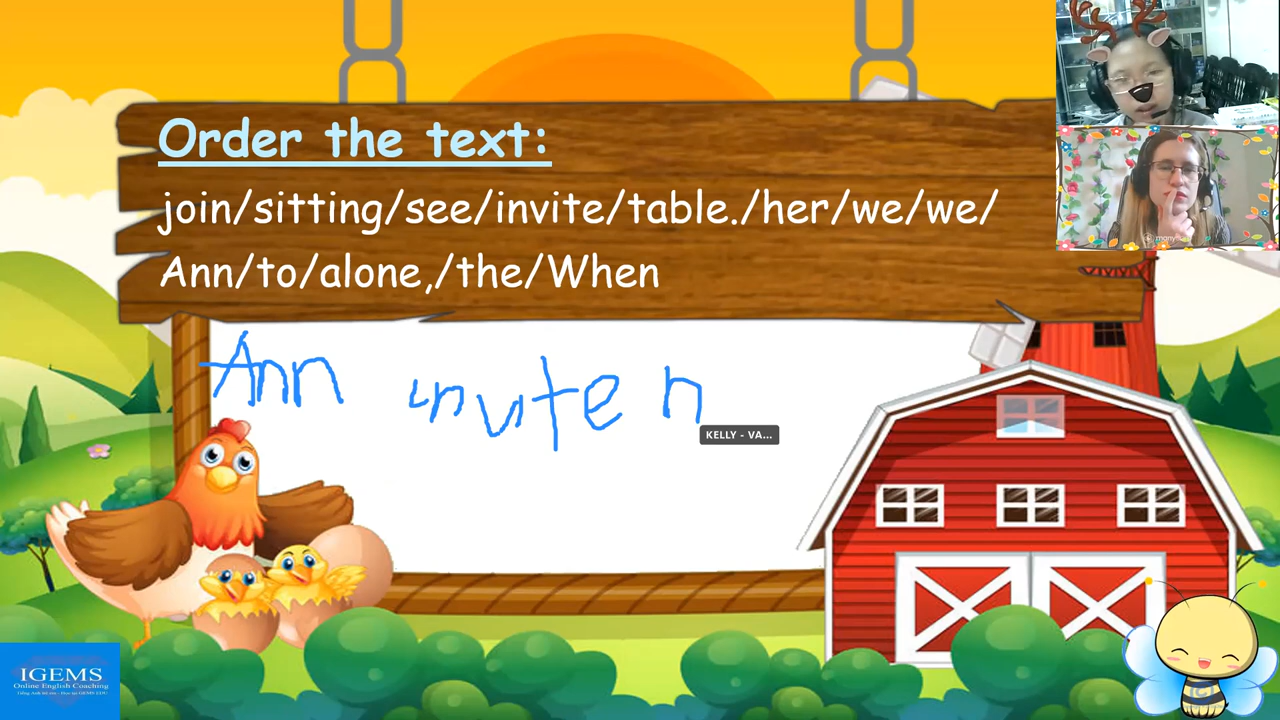 Order the text:
join/sitting/see/invite/table./her/we/we/
Ann/to/alone,/the/When
Ann invite h
KELLY - VA...
IGEMS
Online English Coaching